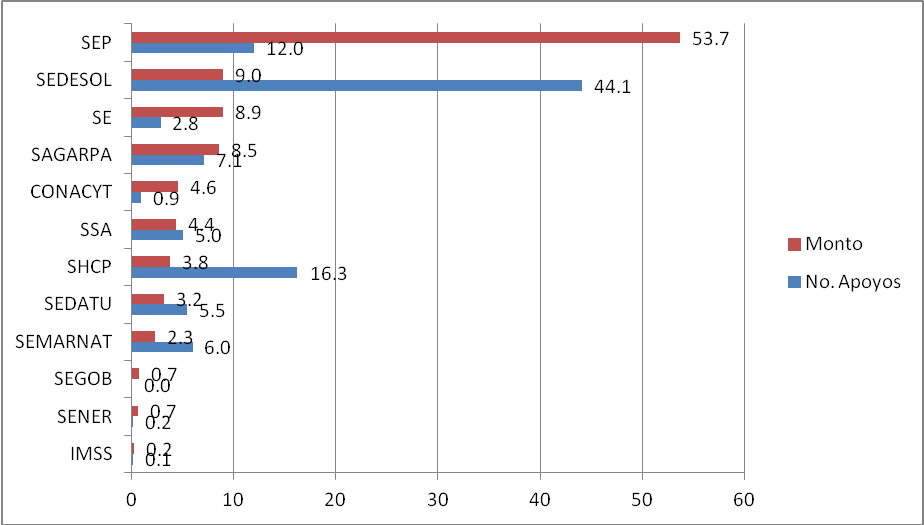 SEP 53.7
12.0
SEDESOL 9.0
44.1
SE 8.9
2.8
SAGARPA 8.5
7.1
CONACYT 4.6
0.9
SSA 4.4
5.0
SHCP 3.8
16.3
SEDATU 3.2
5.5
SEMARNAT 2.3
6.0
SEGOB 0.7
0.0
SENER 0.7
0.2
IMSS 0.2
0.1
0 10 20 30 40 50 60
Monto
No. Apoyos